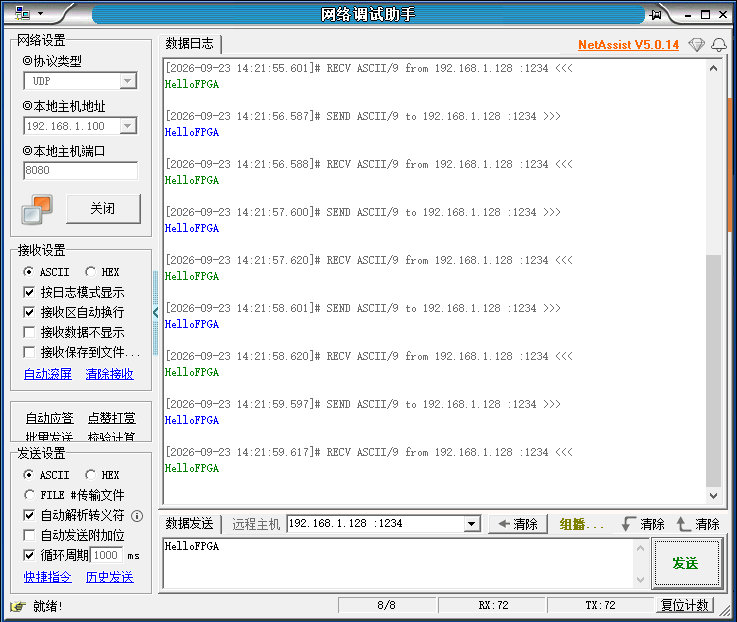 网络调试助手
网络设置
协议类型
UDP
本地主机地址
192.168.1.100
本地主机端口
8080
关闭
接收设置
ASCII HEX
按日志模式显示
接收区自动换行
接收数据不显示
接收保存到文件...
自动滚屏 清除接收
自动应答 点赞打赏
批量发送 校验计算
发送设置
ASCII HEX
FILE #传输文件
自动解析转义符
自动发送附加位
循环周期 1000 ms
快捷指令 历史发送
数据日志
NetAssist V5.0.14
[2026-09-23 14:21:55.601]# RECV ASCII/9 from 192.168.1.128 :1234 <<<
HelloFPGA
[2026-09-23 14:21:56.587]# SEND ASCII/9 to 192.168.1.128 :1234 >>>
HelloFPGA
[2026-09-23 14:21:56.588]# RECV ASCII/9 from 192.168.1.128 :1234 <<<
HelloFPGA
[2026-09-23 14:21:57.600]# SEND ASCII/9 to 192.168.1.128 :1234 >>>
HelloFPGA
[2026-09-23 14:21:57.620]# RECV ASCII/9 from 192.168.1.128 :1234 <<<
HelloFPGA
[2026-09-23 14:21:58.601]# SEND ASCII/9 to 192.168.1.128 :1234 >>>
HelloFPGA
[2026-09-23 14:21:58.620]# RECV ASCII/9 from 192.168.1.128 :1234 <<<
HelloFPGA
[2026-09-23 14:21:59.597]# SEND ASCII/9 to 192.168.1.128 :1234 >>>
HelloFPGA
[2026-09-23 14:21:59.617]# RECV ASCII/9 from 192.168.1.128 :1234 <<<
HelloFPGA
数据发送 远程主机 192.168.1.128 :1234 清除 组播... 清除 清除
HelloFPGA
发送
就绪! 8/8 RX:72 TX:72 复位计数